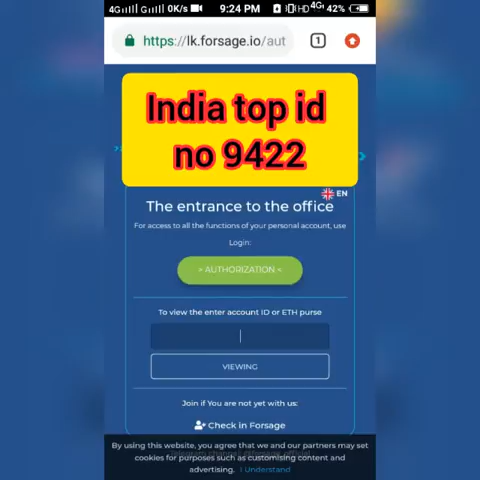 4G G 0K/s 9:24 PM HD 4G 42%
https://lk.forsage.io/aut 1
India top id
no 9422
EN
The entrance to the office
For access to all the functions of your personal account, use
Login:
» AUTHORIZATION «
To view the enter account ID or ETH purse
VIEWING
Join if You are not yet with us:
Check in Forsage
By using this website, you agree that we and our partners may set
cookies for purposes such as customising content and
advertising. I Understand